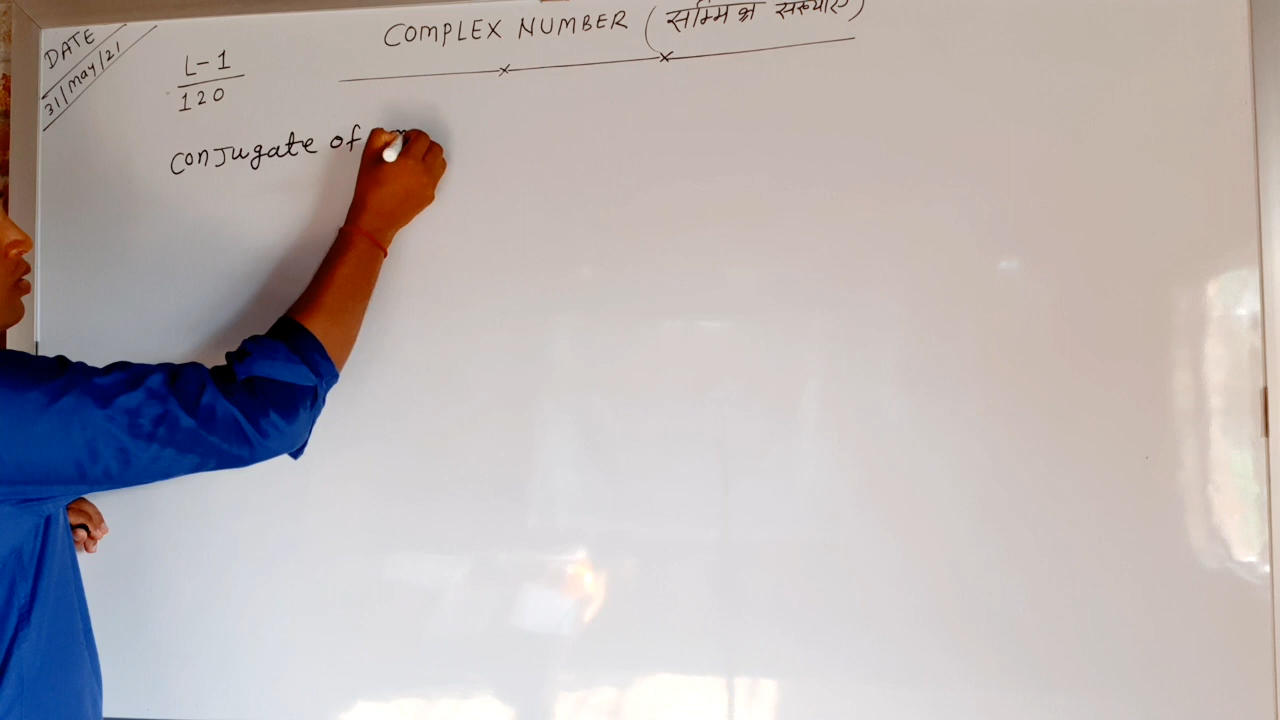 DATE
31/May/21
L-1
120
COMPLEX NUMBER (सम्मिश्र संख्याए)
conjugate of